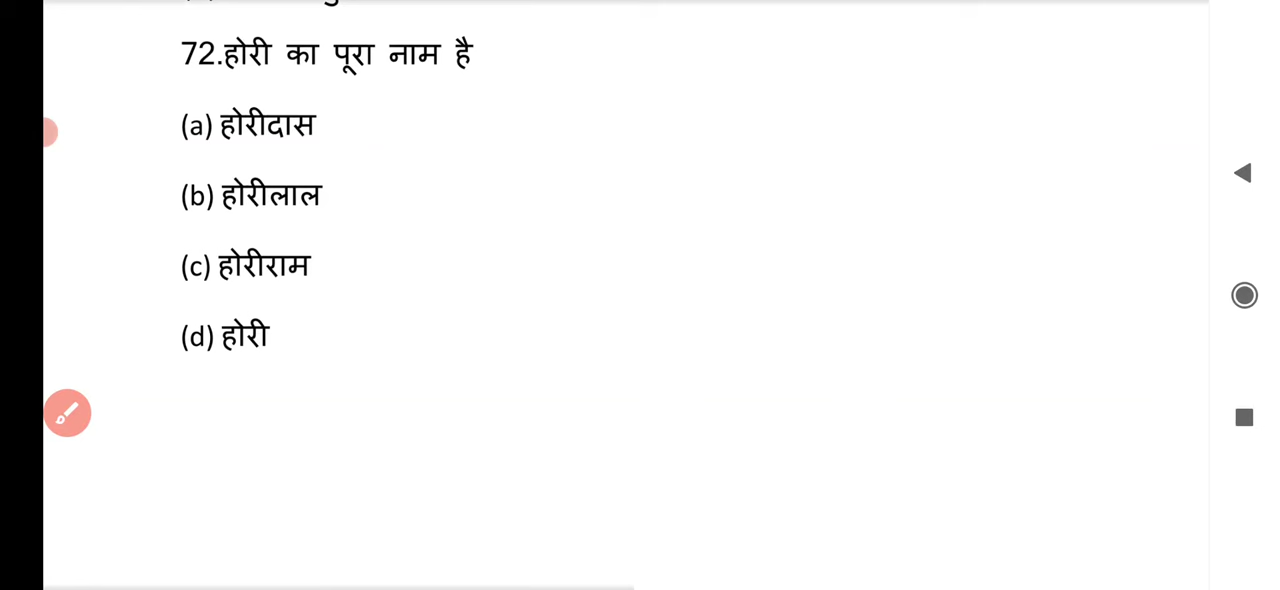 72.होरी का पूरा नाम है
(a) होरीदास
(b) होरीलाल
(c) होरीराम
(d) होरी